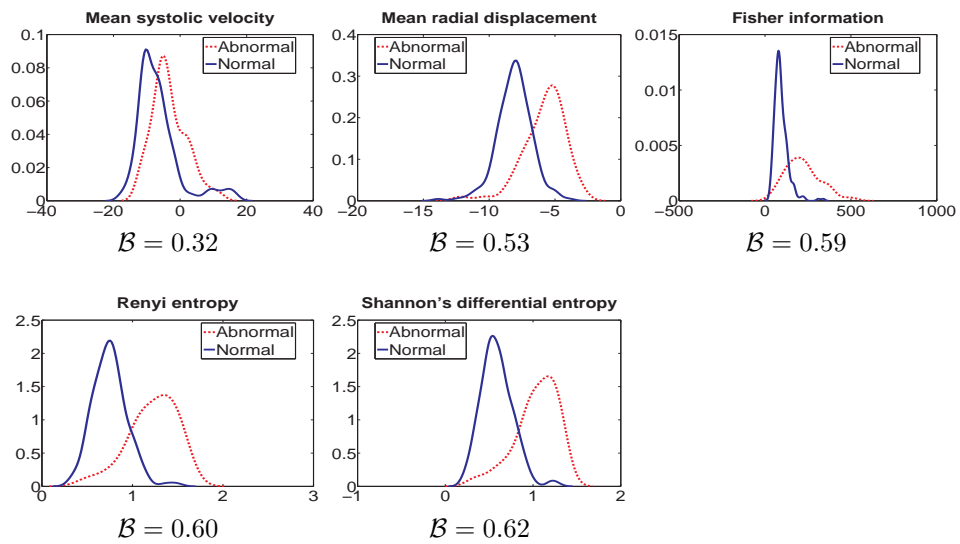 Mean systolic velocity
0.1
0.08
0.06
0.04
0.02
0
−40
−20
0
20
40
Abnormal
Normal
B = 0.32
Mean radial displacement
0.4
0.3
0.2
0.1
0
−20
−15
−10
−5
0
Abnormal
Normal
B = 0.53
Fisher information
0.015
0.01
0.005
0
−500
0
500
1000
Abnormal
Normal
B = 0.59
Renyi entropy
2.5
2
1.5
1
0.5
0
0
1
2
3
Abnormal
Normal
B = 0.60
Shannon's differential entropy
2.5
2
1.5
1
0.5
0
−1
0
1
2
Abnormal
Normal
B = 0.62